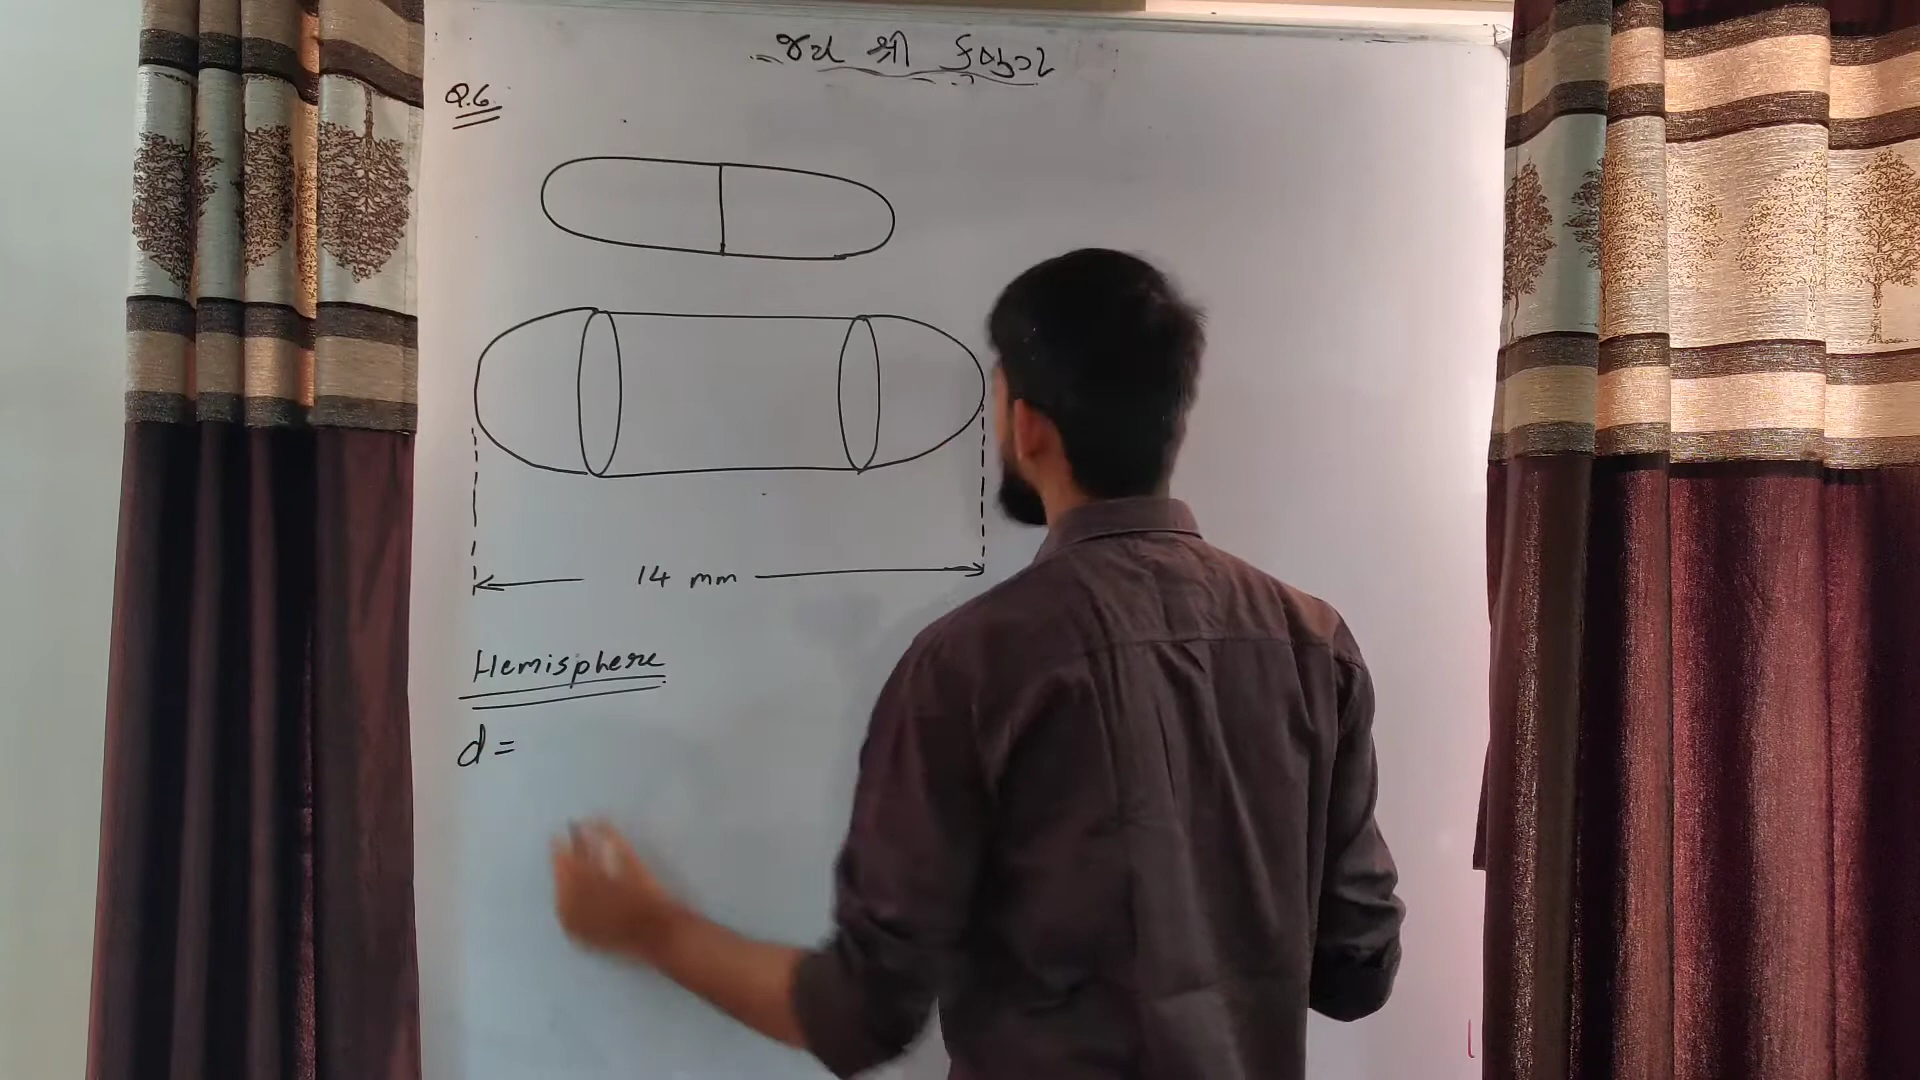 જય શ્રી કૃષ્ણ
Q.6.
14 mm
Hemisphere
d =